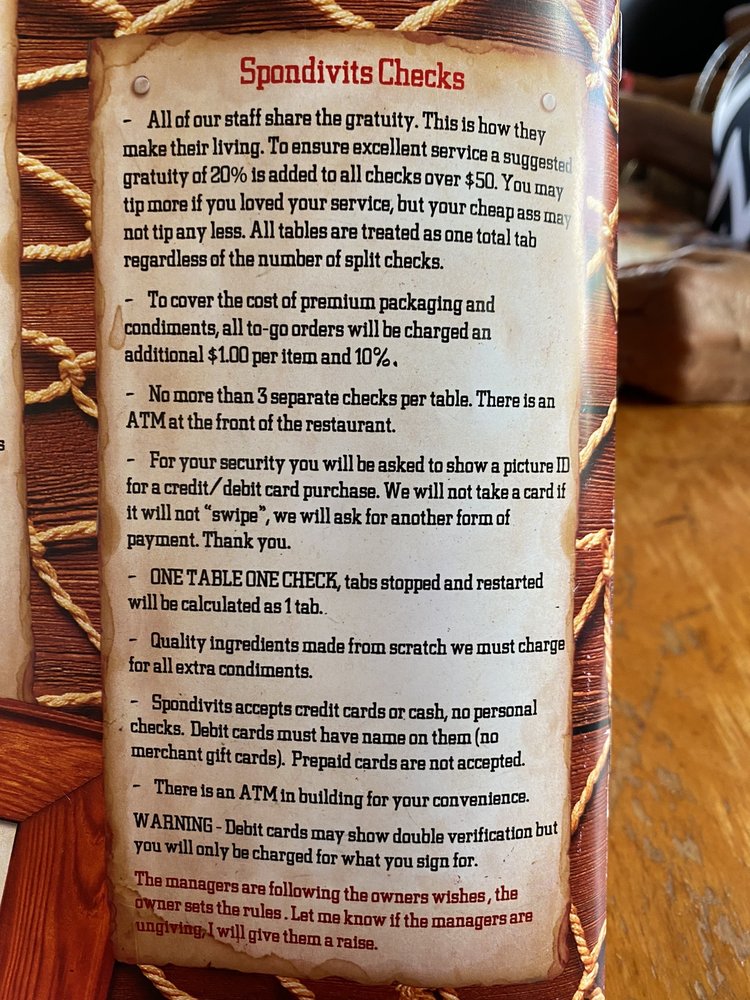 Spondivits Checks
- All of our staff share the gratuity. This is how they
make their living. To ensure excellent service a suggested
gratuity of 20% is added to all checks over $50. You may
tip more if you loved your service, but your cheap ass may
not tip any less. All tables are treated as one total tab
regardless of the number of split checks.
- To cover the cost of premium packaging and
condiments, all to-go orders will be charged an
additional $1.00 per item and 10%.
- No more than 3 separate checks per table. There is an
ATM at the front of the restaurant.
- For your security you will be asked to show a picture ID
for a credit/debit card purchase. We will not take a card if
it will not "swipe", we will ask for another form of
payment. Thank you.
- ONE TABLE ONE CHECK, tabs stopped and restarted
will be calculated as 1 tab..
- Quality ingredients made from scratch we must charge
for all extra condiments.
- Spondivits accepts credit cards or cash, no personal
checks. Debit cards must have name on them (no
merchant gift cards). Prepaid cards are not accepted.
- There is an ATM in building for your convenience.
WARNING - Debit cards may show double verification but
you will only be charged for what you sign for.
The managers are following the owners wishes, the
owner sets the rules. Let me know if the managers are
ungiving, I will give them a raise.
s